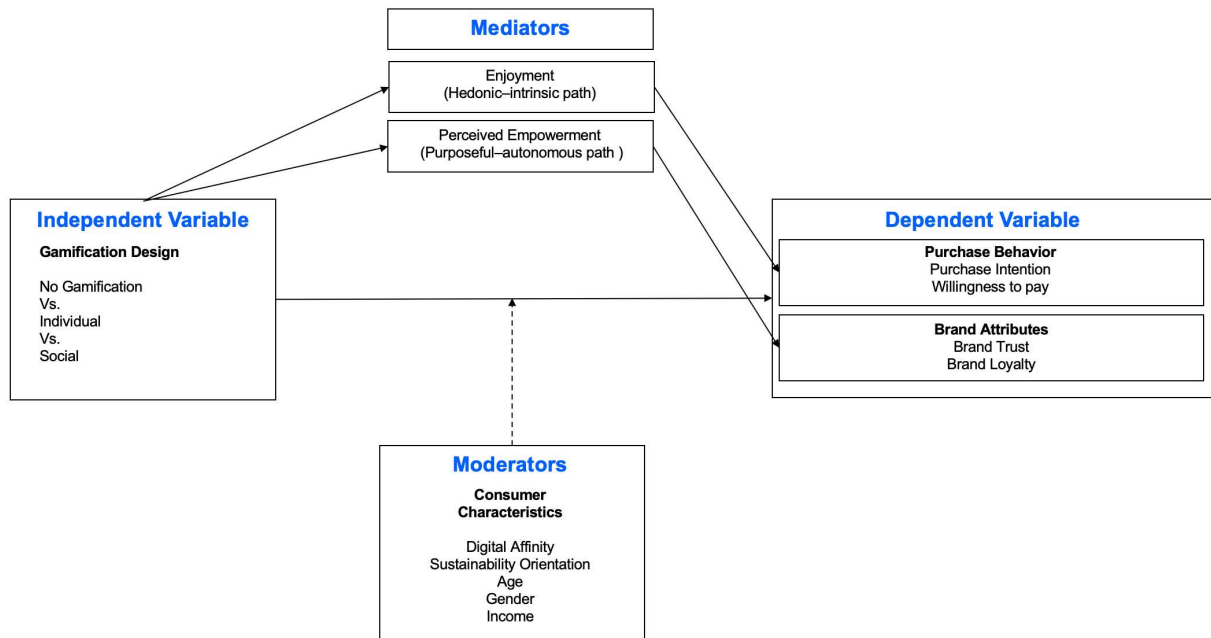 Mediators
Enjoyment
(Hedonic–intrinsic path)
Perceived Empowerment
(Purposeful–autonomous path )
Independent Variable
Gamification Design
No Gamification
Vs.
Individual
Vs.
Social
Dependent Variable
Purchase Behavior
Purchase Intention
Willingness to pay
Brand Attributes
Brand Trust
Brand Loyalty
Moderators
Consumer
Characteristics
Digital Affinity
Sustainability Orientation
Age
Gender
Income